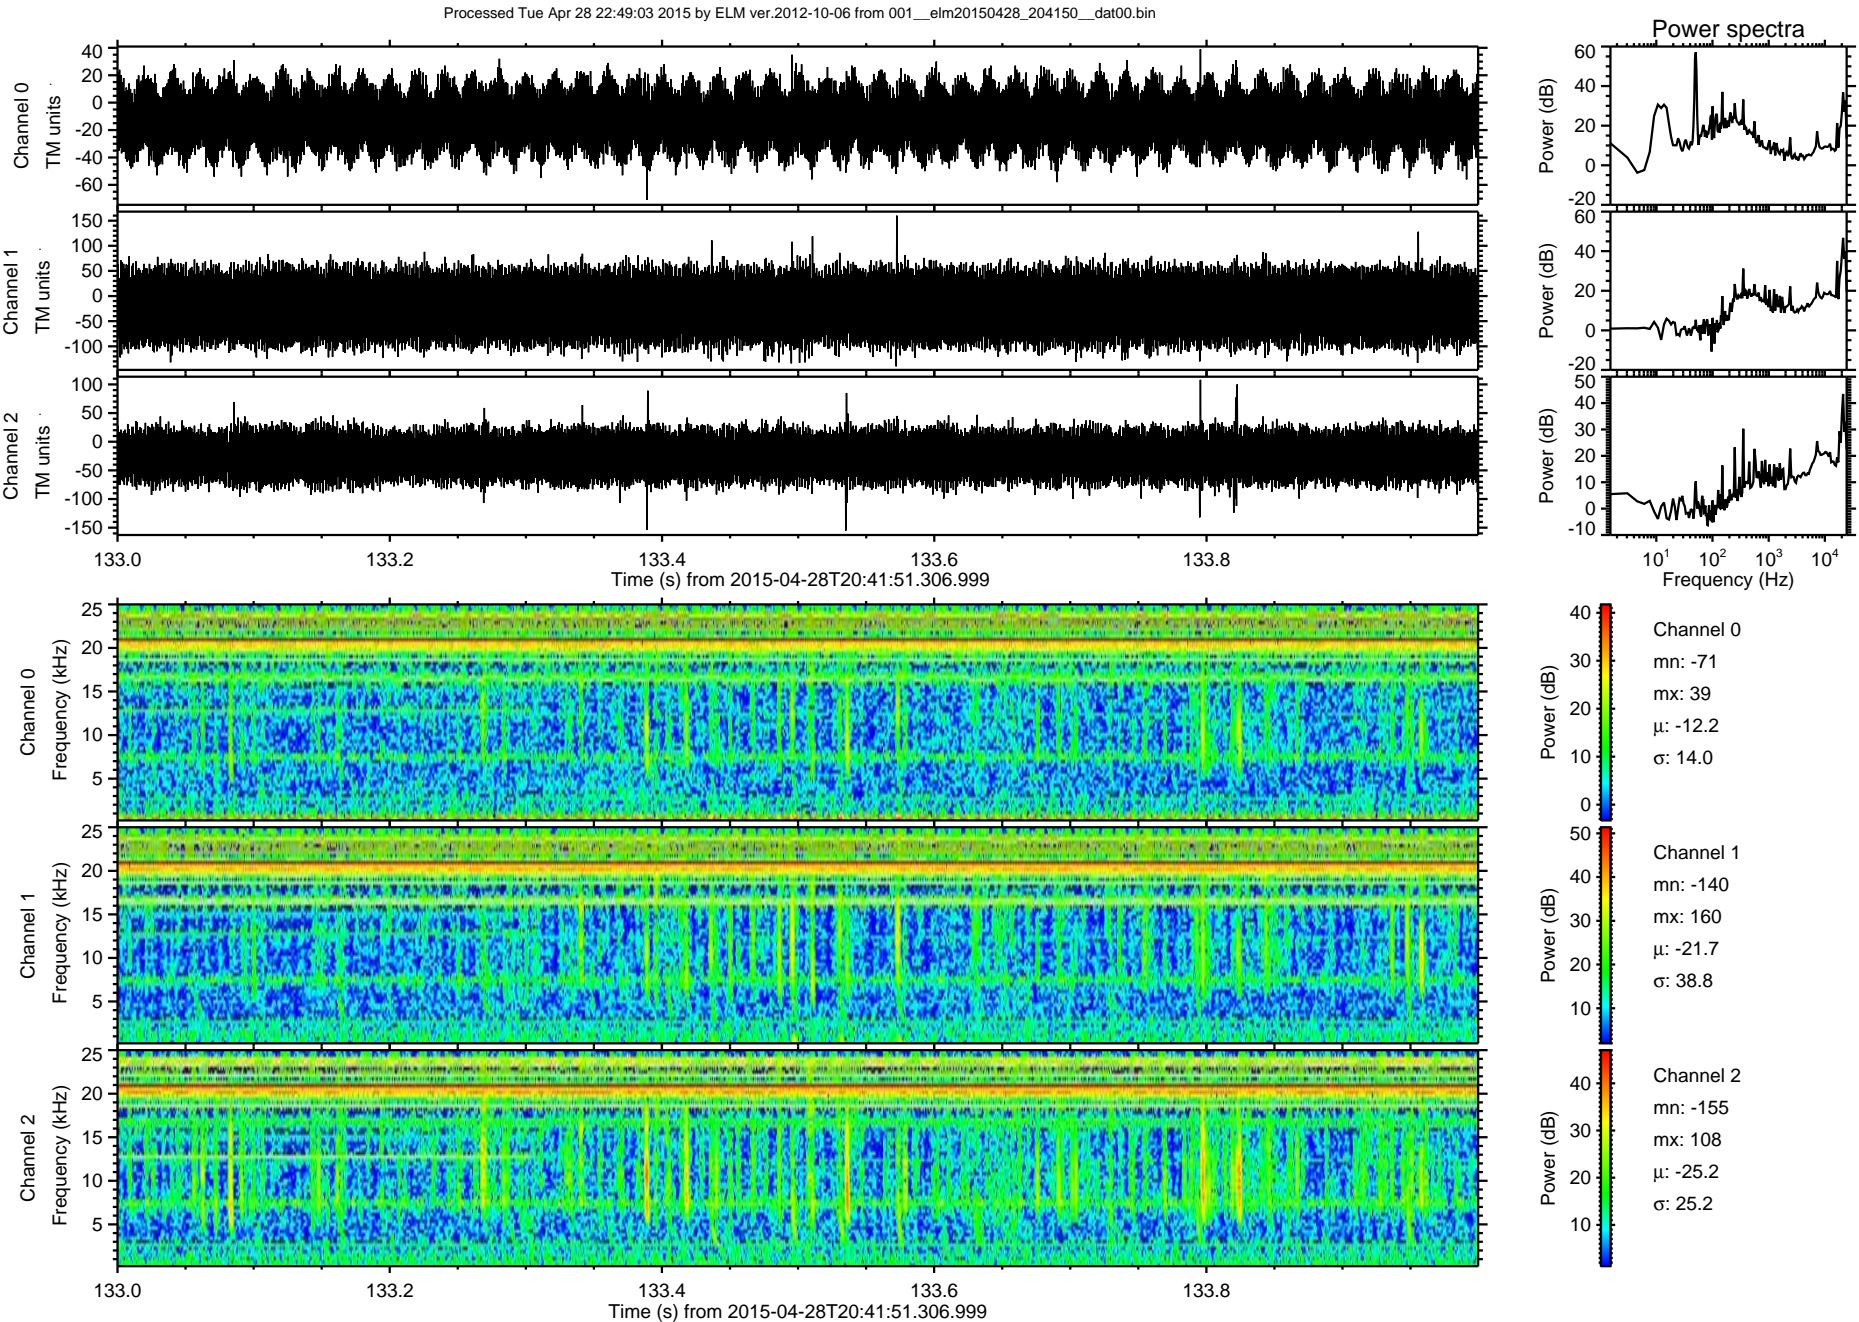 Processed Tue Apr 28 22:49:03 2015 by ELM ver.2012-10-06 from 001__elm20150428_204150__dat00.bin
Power spectra
Channel 0
TM units
40
20
0
-20
-40
-60
Power (dB)
60
40
20
0
-20
Channel 1
TM units
150
100
50
0
-50
-100
Power (dB)
60
40
20
0
-20
Channel 2
TM units
100
50
0
-50
-100
-150
Power (dB)
50
40
30
20
10
0
-10
133.0 133.2 133.4 133.6 133.8
Time (s) from 2015-04-28T20:41:51.306.999
10^1 10^2 10^3 10^4
Frequency (Hz)
Channel 0
Frequency (kHz)
25
20
15
10
5
Power (dB)
40
30
20
10
0
Channel 0
mn: -71
mx: 39
μ: -12.2
σ: 14.0
Channel 1
Frequency (kHz)
25
20
15
10
5
Power (dB)
50
40
30
20
10
Channel 1
mn: -140
mx: 160
μ: -21.7
σ: 38.8
Channel 2
Frequency (kHz)
25
20
15
10
5
Power (dB)
40
30
20
10
Channel 2
mn: -155
mx: 108
μ: -25.2
σ: 25.2
133.0 133.2 133.4 133.6 133.8
Time (s) from 2015-04-28T20:41:51.306.999